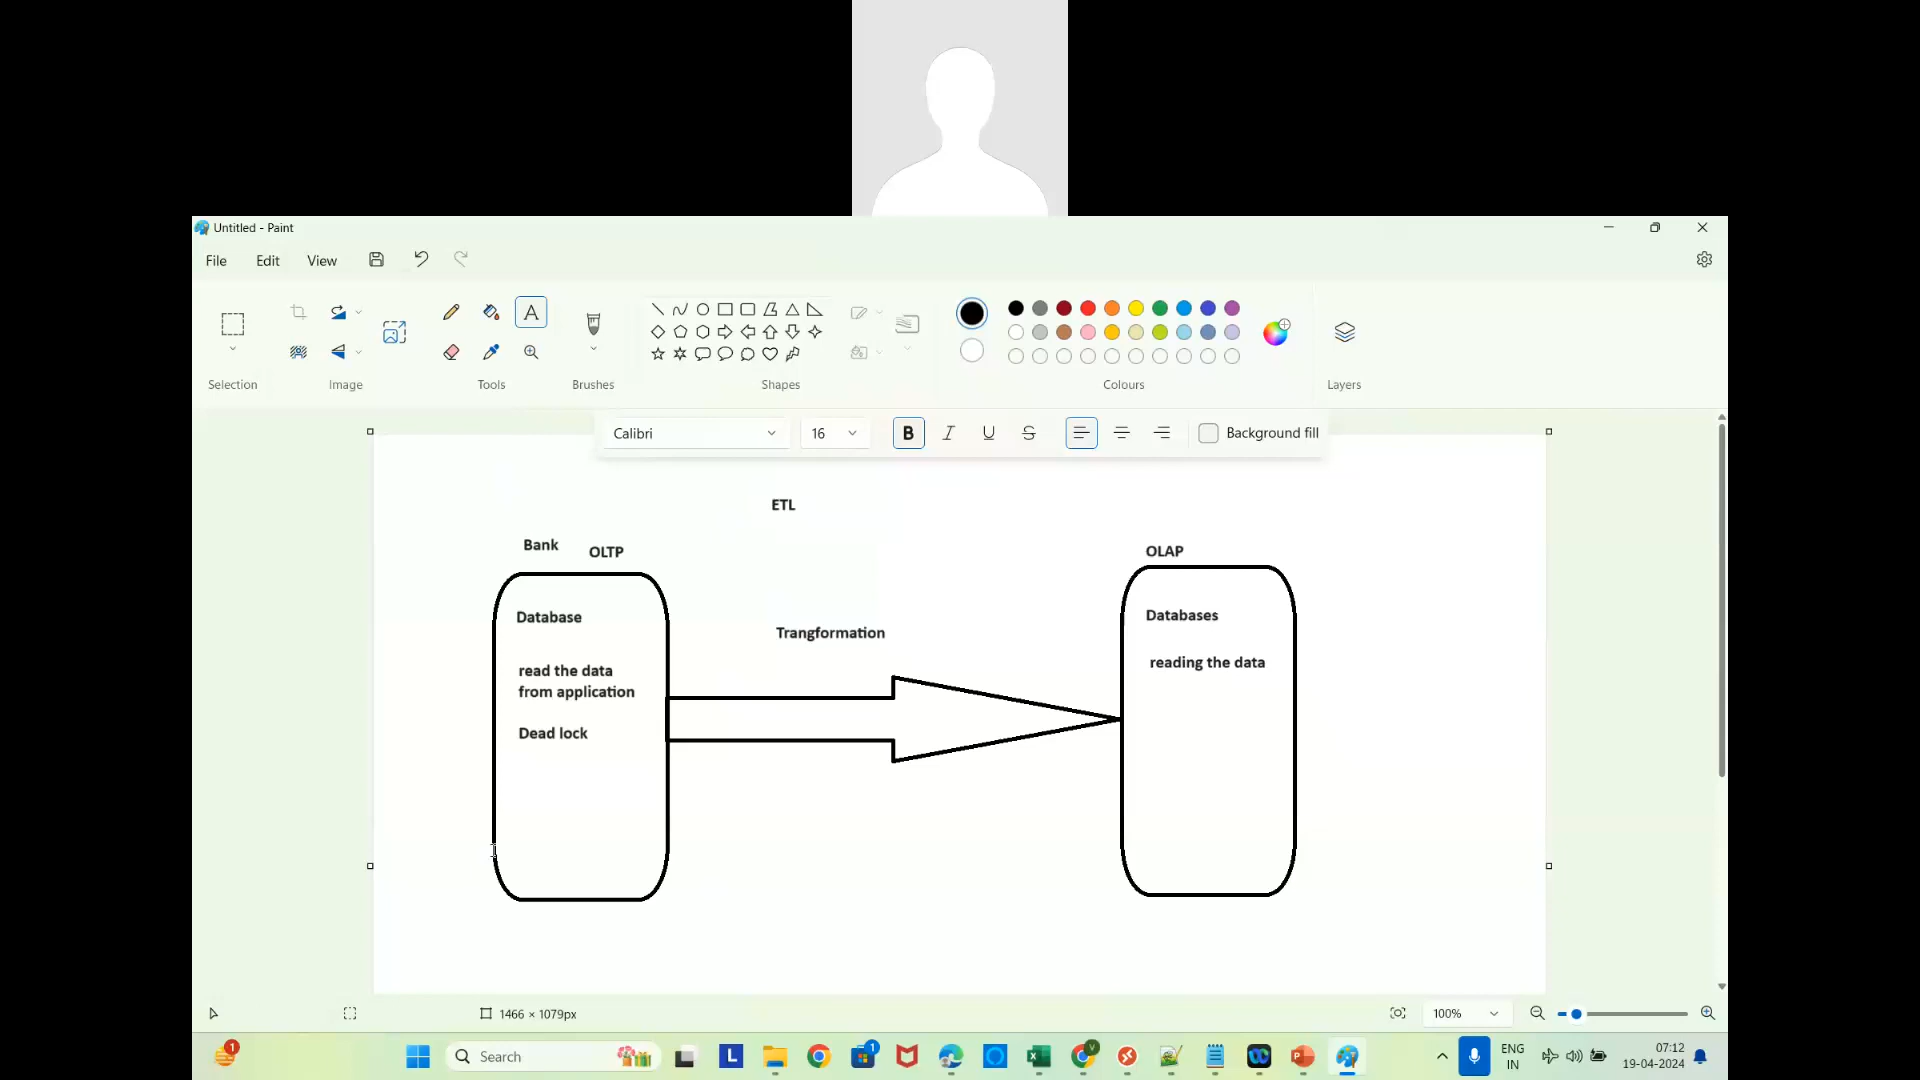 Untitled - Paint
File Edit View
Selection Image Tools Brushes Shapes Colours Layers
Calibri 16 B I U S Background fill
ETL
Bank OLTP OLAP
Database
Databases
Trangformation
read the data
from application
reading the data
Dead lock
1466 × 1079px 100%
1 Search L 1 V ENG
IN
07:12
19-04-2024